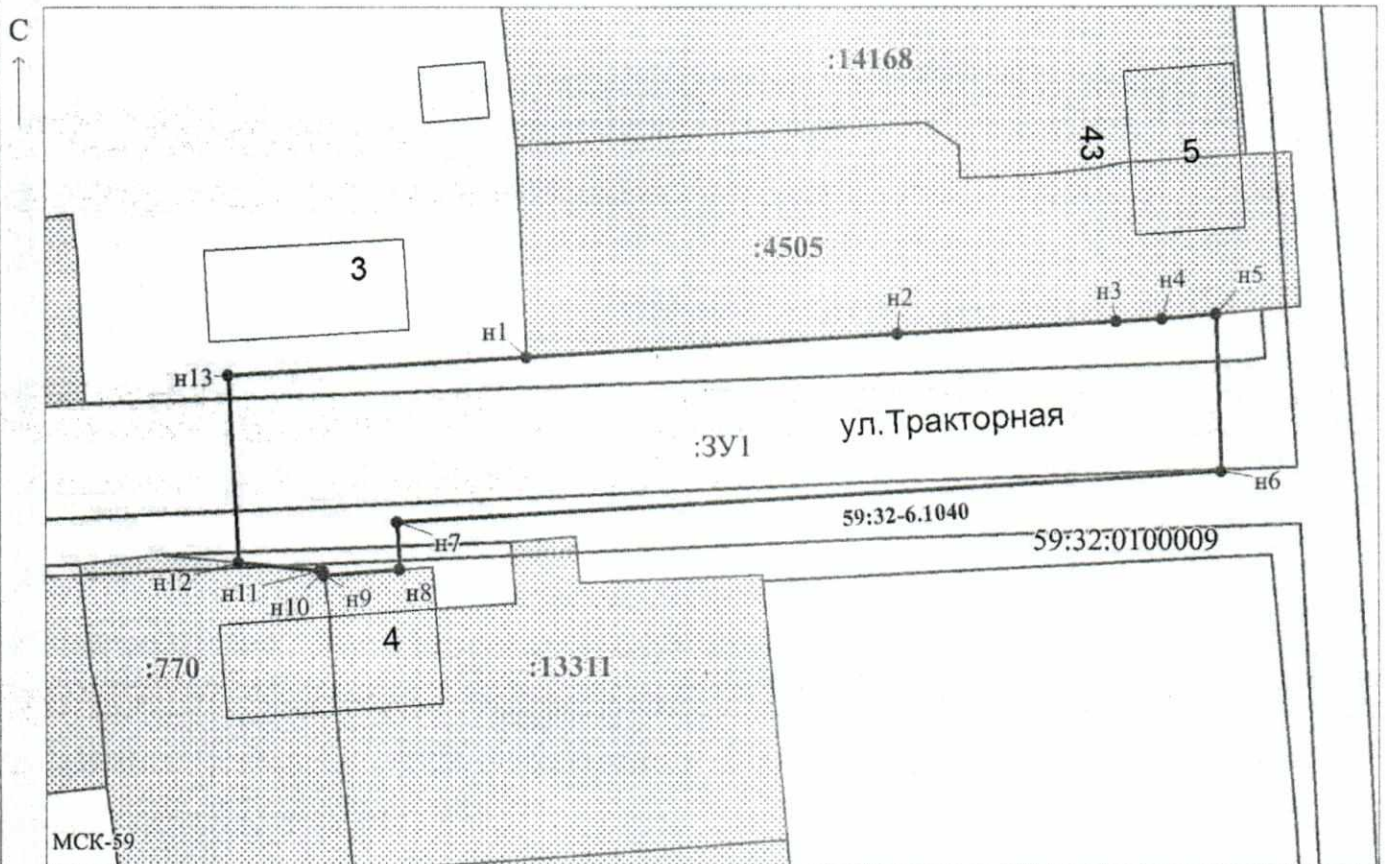 С
:14168
43
5
:4505
3
н1
н2
н3
н4
н5
н13
ул.Тракторная
:ЗУ1
н6
59:32-6.1040
59:32:0100009
н7
н12
н11
н10
н9
н8
4
:770
:13311
МСК-59